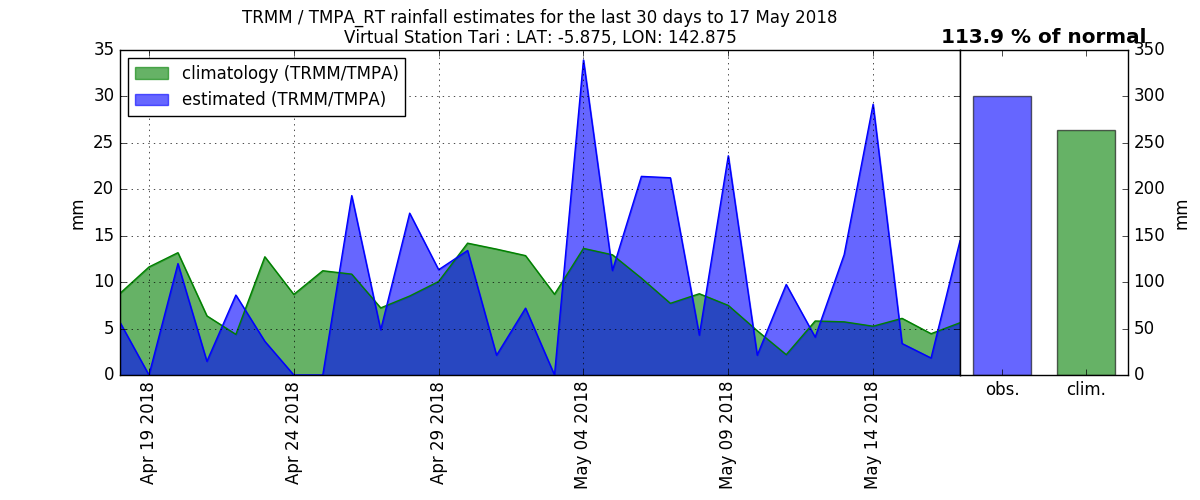 TRMM / TMPA_RT rainfall estimates for the last 30 days to 17 May 2018
Virtual Station Tari : LAT: -5.875, LON: 142.875
113.9 % of normal
climatology (TRMM/TMPA)
estimated (TRMM/TMPA)
mm
35
30
25
20
15
10
5
0
Apr 19 2018
Apr 24 2018
Apr 29 2018
May 04 2018
May 09 2018
May 14 2018
obs.
clim.
350
300
250
200
150
100
50
0
mm